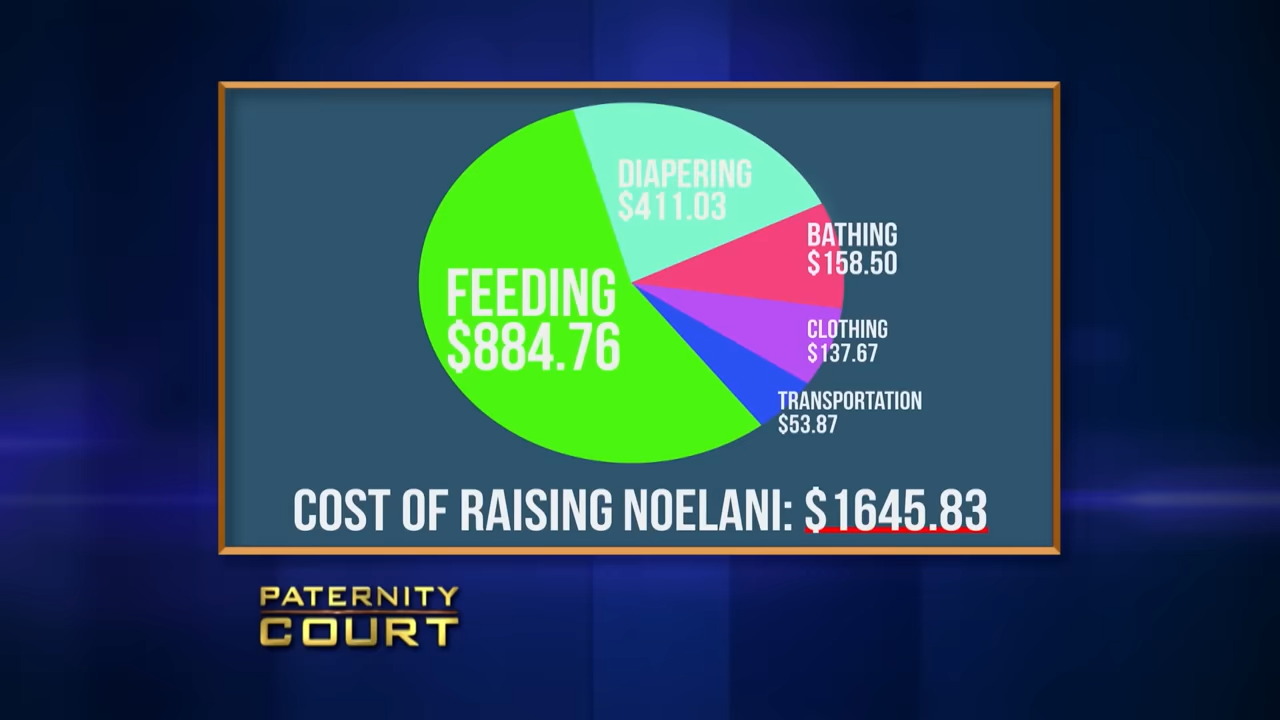 DIAPERING
$411.03
BATHING
$158.50
FEEDING
$884.76
CLOTHING
$137.67
TRANSPORTATION
$53.87
COST OF RAISING NOELANI: $1645.83
PATERNITY
COURT